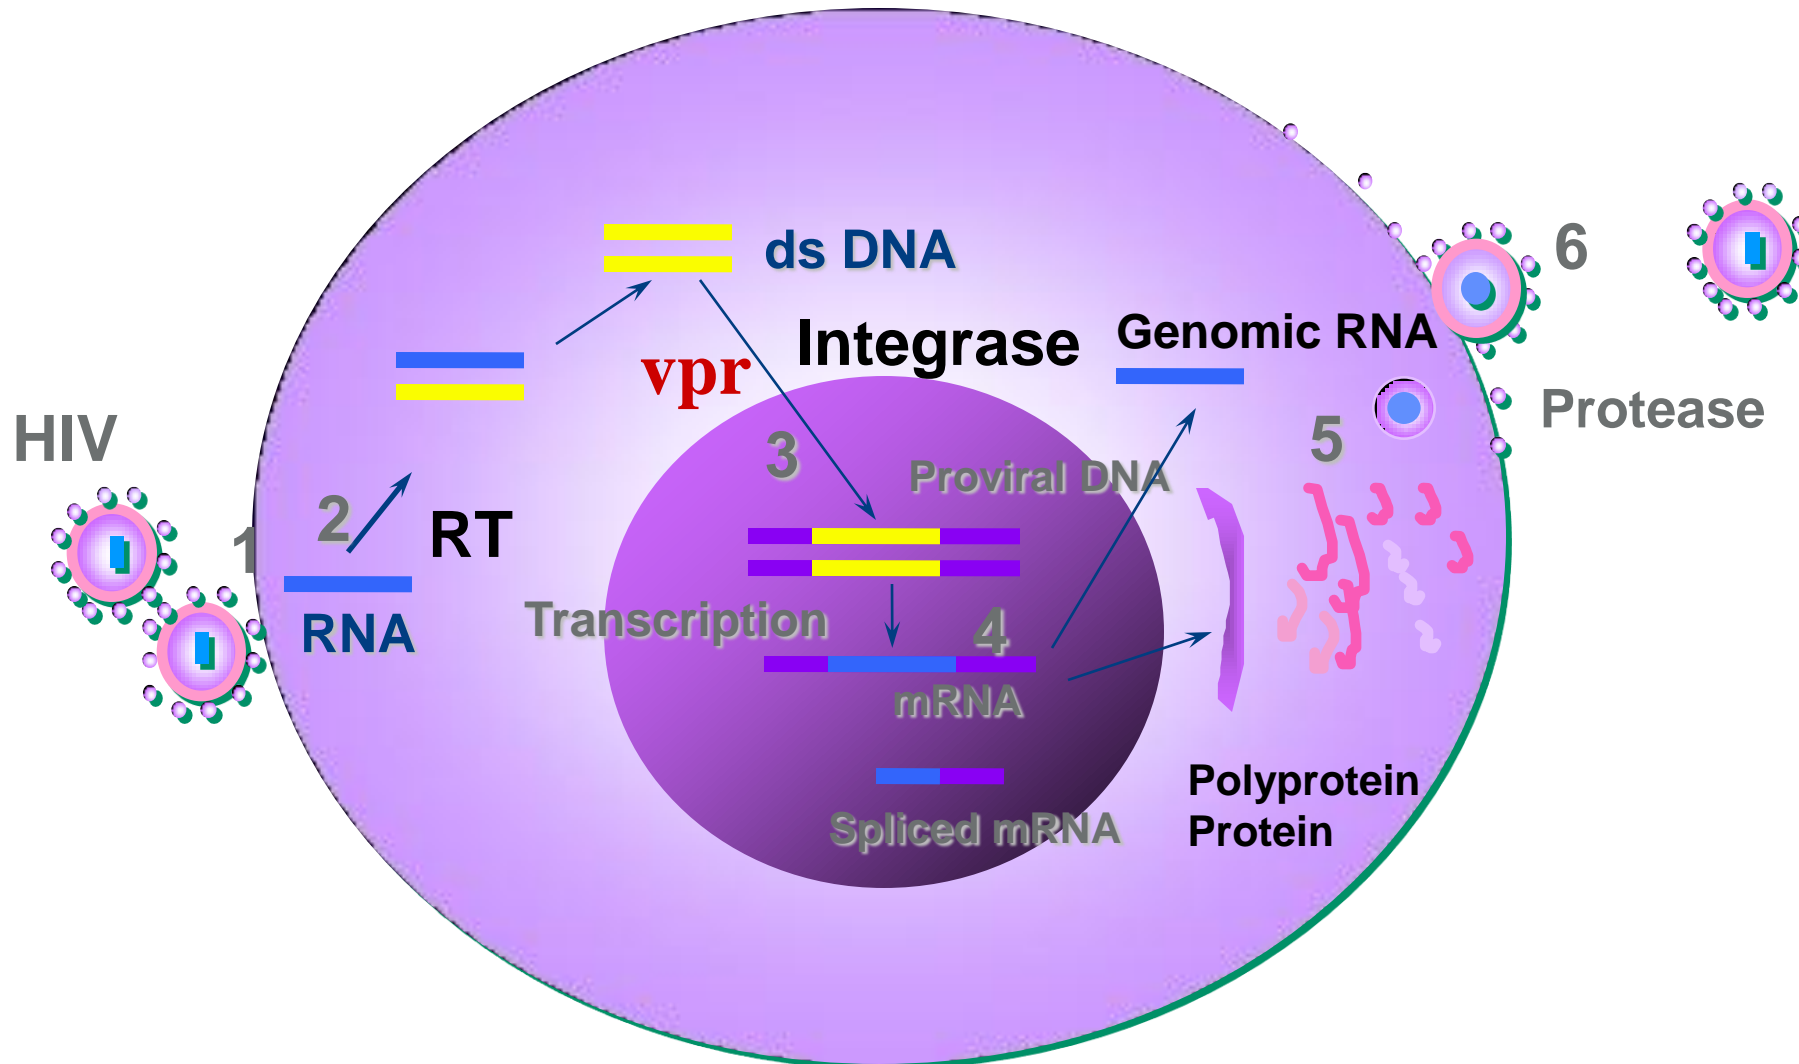 HIV
1
2
RT
RNA
ds DNA
vpr
Integrase
3
Proviral DNA
Transcription
4
mRNA
Spliced mRNA
Genomic RNA
5
Polyprotein
Protein
6
Protease